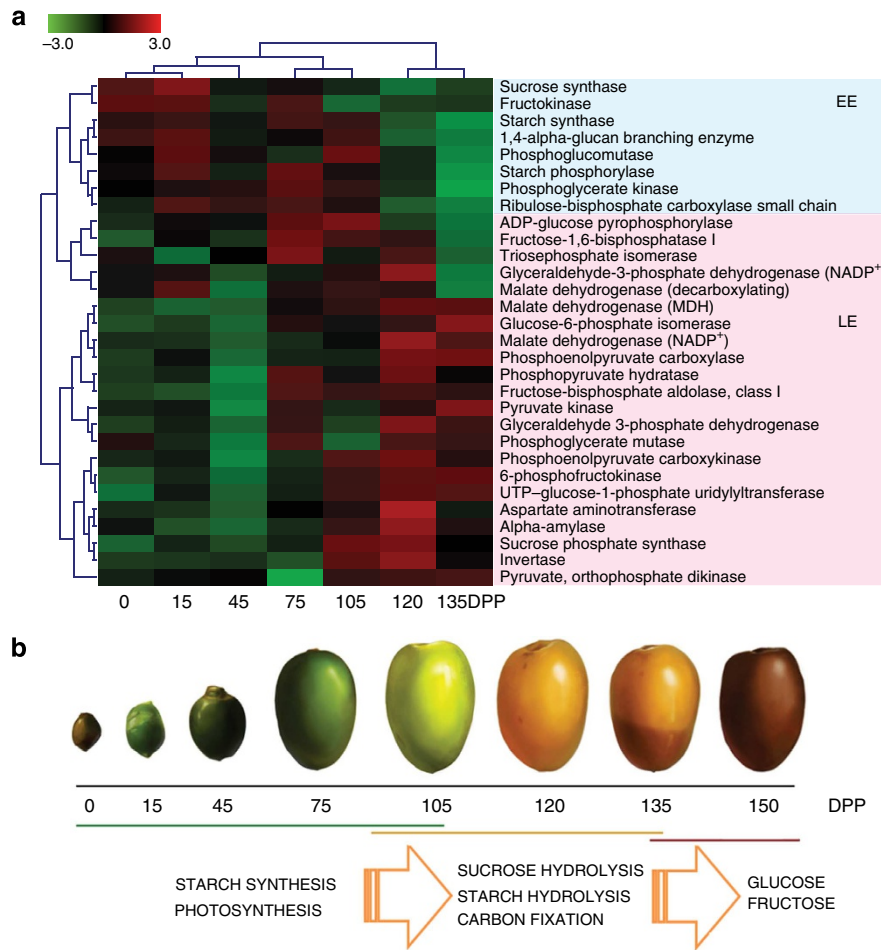 a
−3.0 3.0
Sucrose synthase
Fructokinase
EE
Starch synthase
1,4-alpha-glucan branching enzyme
Phosphoglucomutase
Starch phosphorylase
Phosphoglycerate kinase
Ribulose-bisphosphate carboxylase small chain
ADP-glucose pyrophosphorylase
Fructose-1,6-bisphosphatase I
Triosephosphate isomerase
Glyceraldehyde-3-phosphate dehydrogenase (NADP+
Malate dehydrogenase (decarboxylating)
Malate dehydrogenase (MDH)
Glucose-6-phosphate isomerase
LE
Malate dehydrogenase (NADP+)
Phosphoenolpyruvate carboxylase
Phosphopyruvate hydratase
Fructose-bisphosphate aldolase, class I
Pyruvate kinase
Glyceraldehyde 3-phosphate dehydrogenase
Phosphoglycerate mutase
Phosphoenolpyruvate carboxykinase
6-phosphofructokinase
UTP–glucose-1-phosphate uridylyltransferase
Aspartate aminotransferase
Alpha-amylase
Sucrose phosphate synthase
Invertase
Pyruvate, orthophosphate dikinase
0 15 45 75 105 120 135DPP
b
0 15 45 75 105 120 135 150 DPP
STARCH SYNTHESIS
PHOTOSYNTHESIS
SUCROSE HYDROLYSIS
STARCH HYDROLYSIS
CARBON FIXATION
GLUCOSE
FRUCTOSE